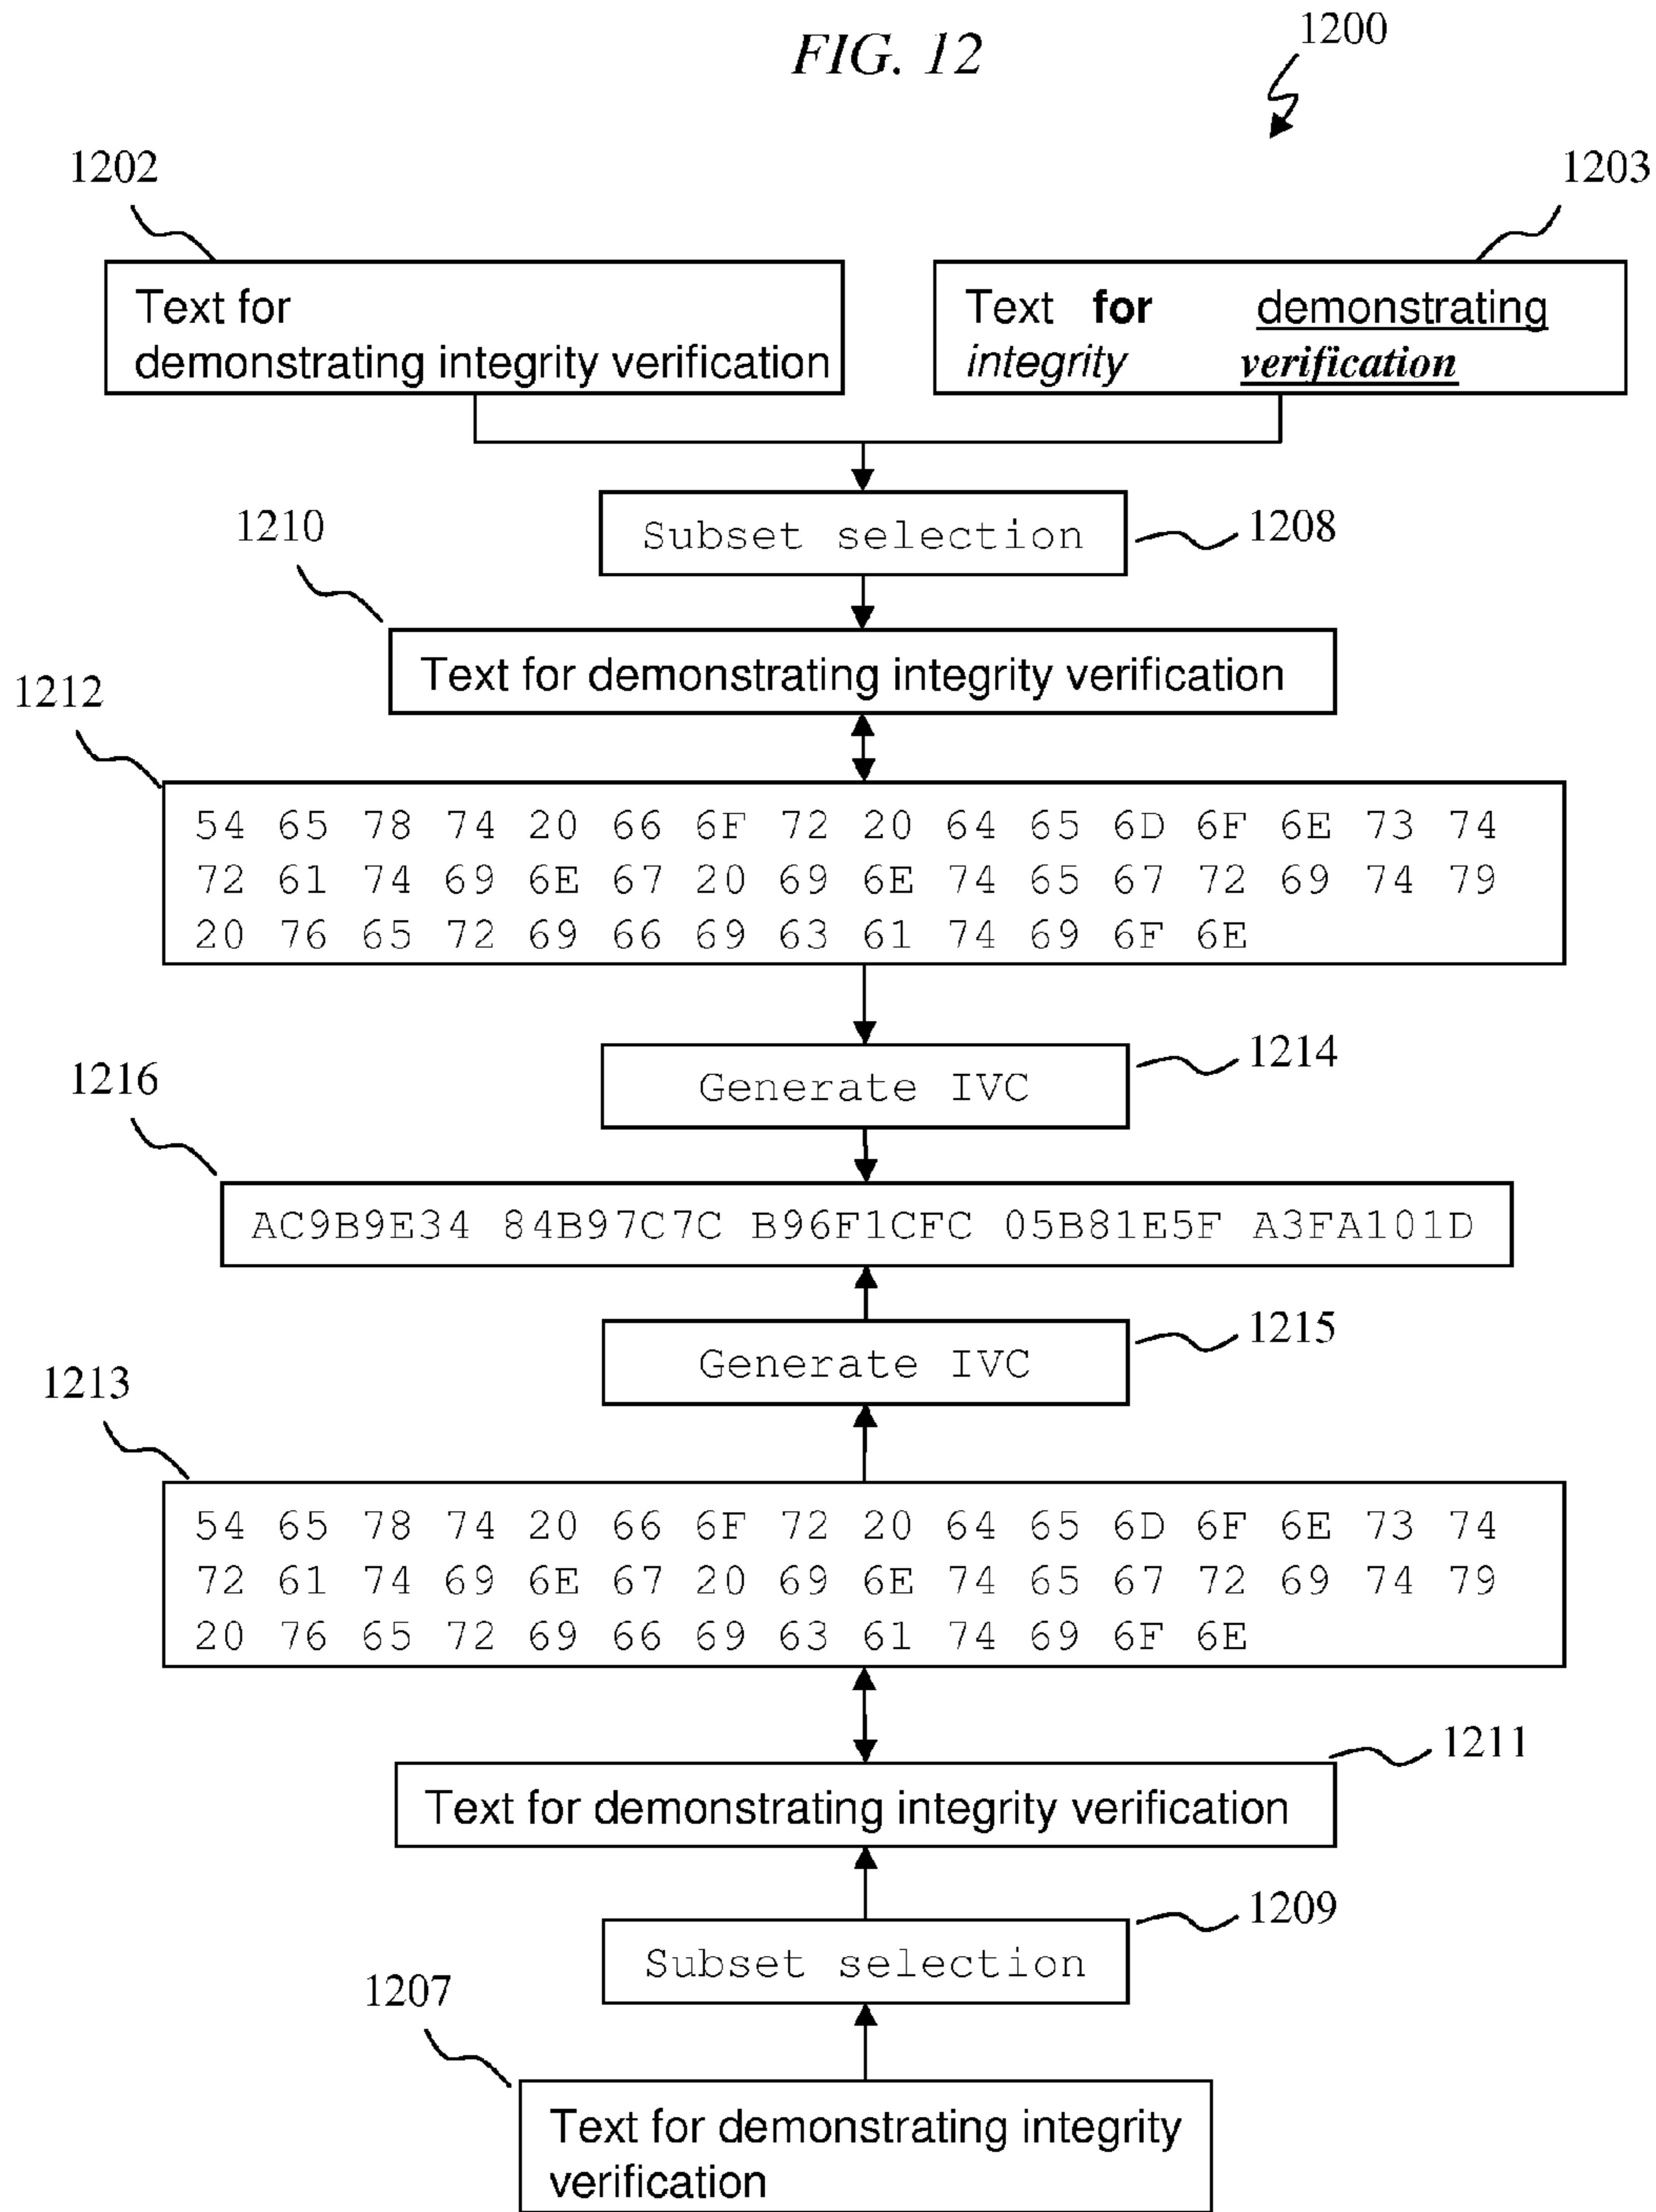 FIG. 12
1200
1202
1203
Text for
demonstrating integrity verification
Text for demonstrating
integrity verification
Subset selection
1208
1210
Text for demonstrating integrity verification
1212
54 65 78 74 20 66 6F 72 20 64 65 6D 6F 6E 73 74
72 61 74 69 6E 67 20 69 6E 74 65 67 72 69 74 79
20 76 65 72 69 66 69 63 61 74 69 6F 6E
Generate IVC
1214
1216
AC9B9E34 84B97C7C B96F1CFC 05B81E5F A3FA101D
Generate IVC
1215
1213
54 65 78 74 20 66 6F 72 20 64 65 6D 6F 6E 73 74
72 61 74 69 6E 67 20 69 6E 74 65 67 72 69 74 79
20 76 65 72 69 66 69 63 61 74 69 6F 6E
1211
Text for demonstrating integrity verification
1209
Subset selection
1207
Text for demonstrating integrity
verification